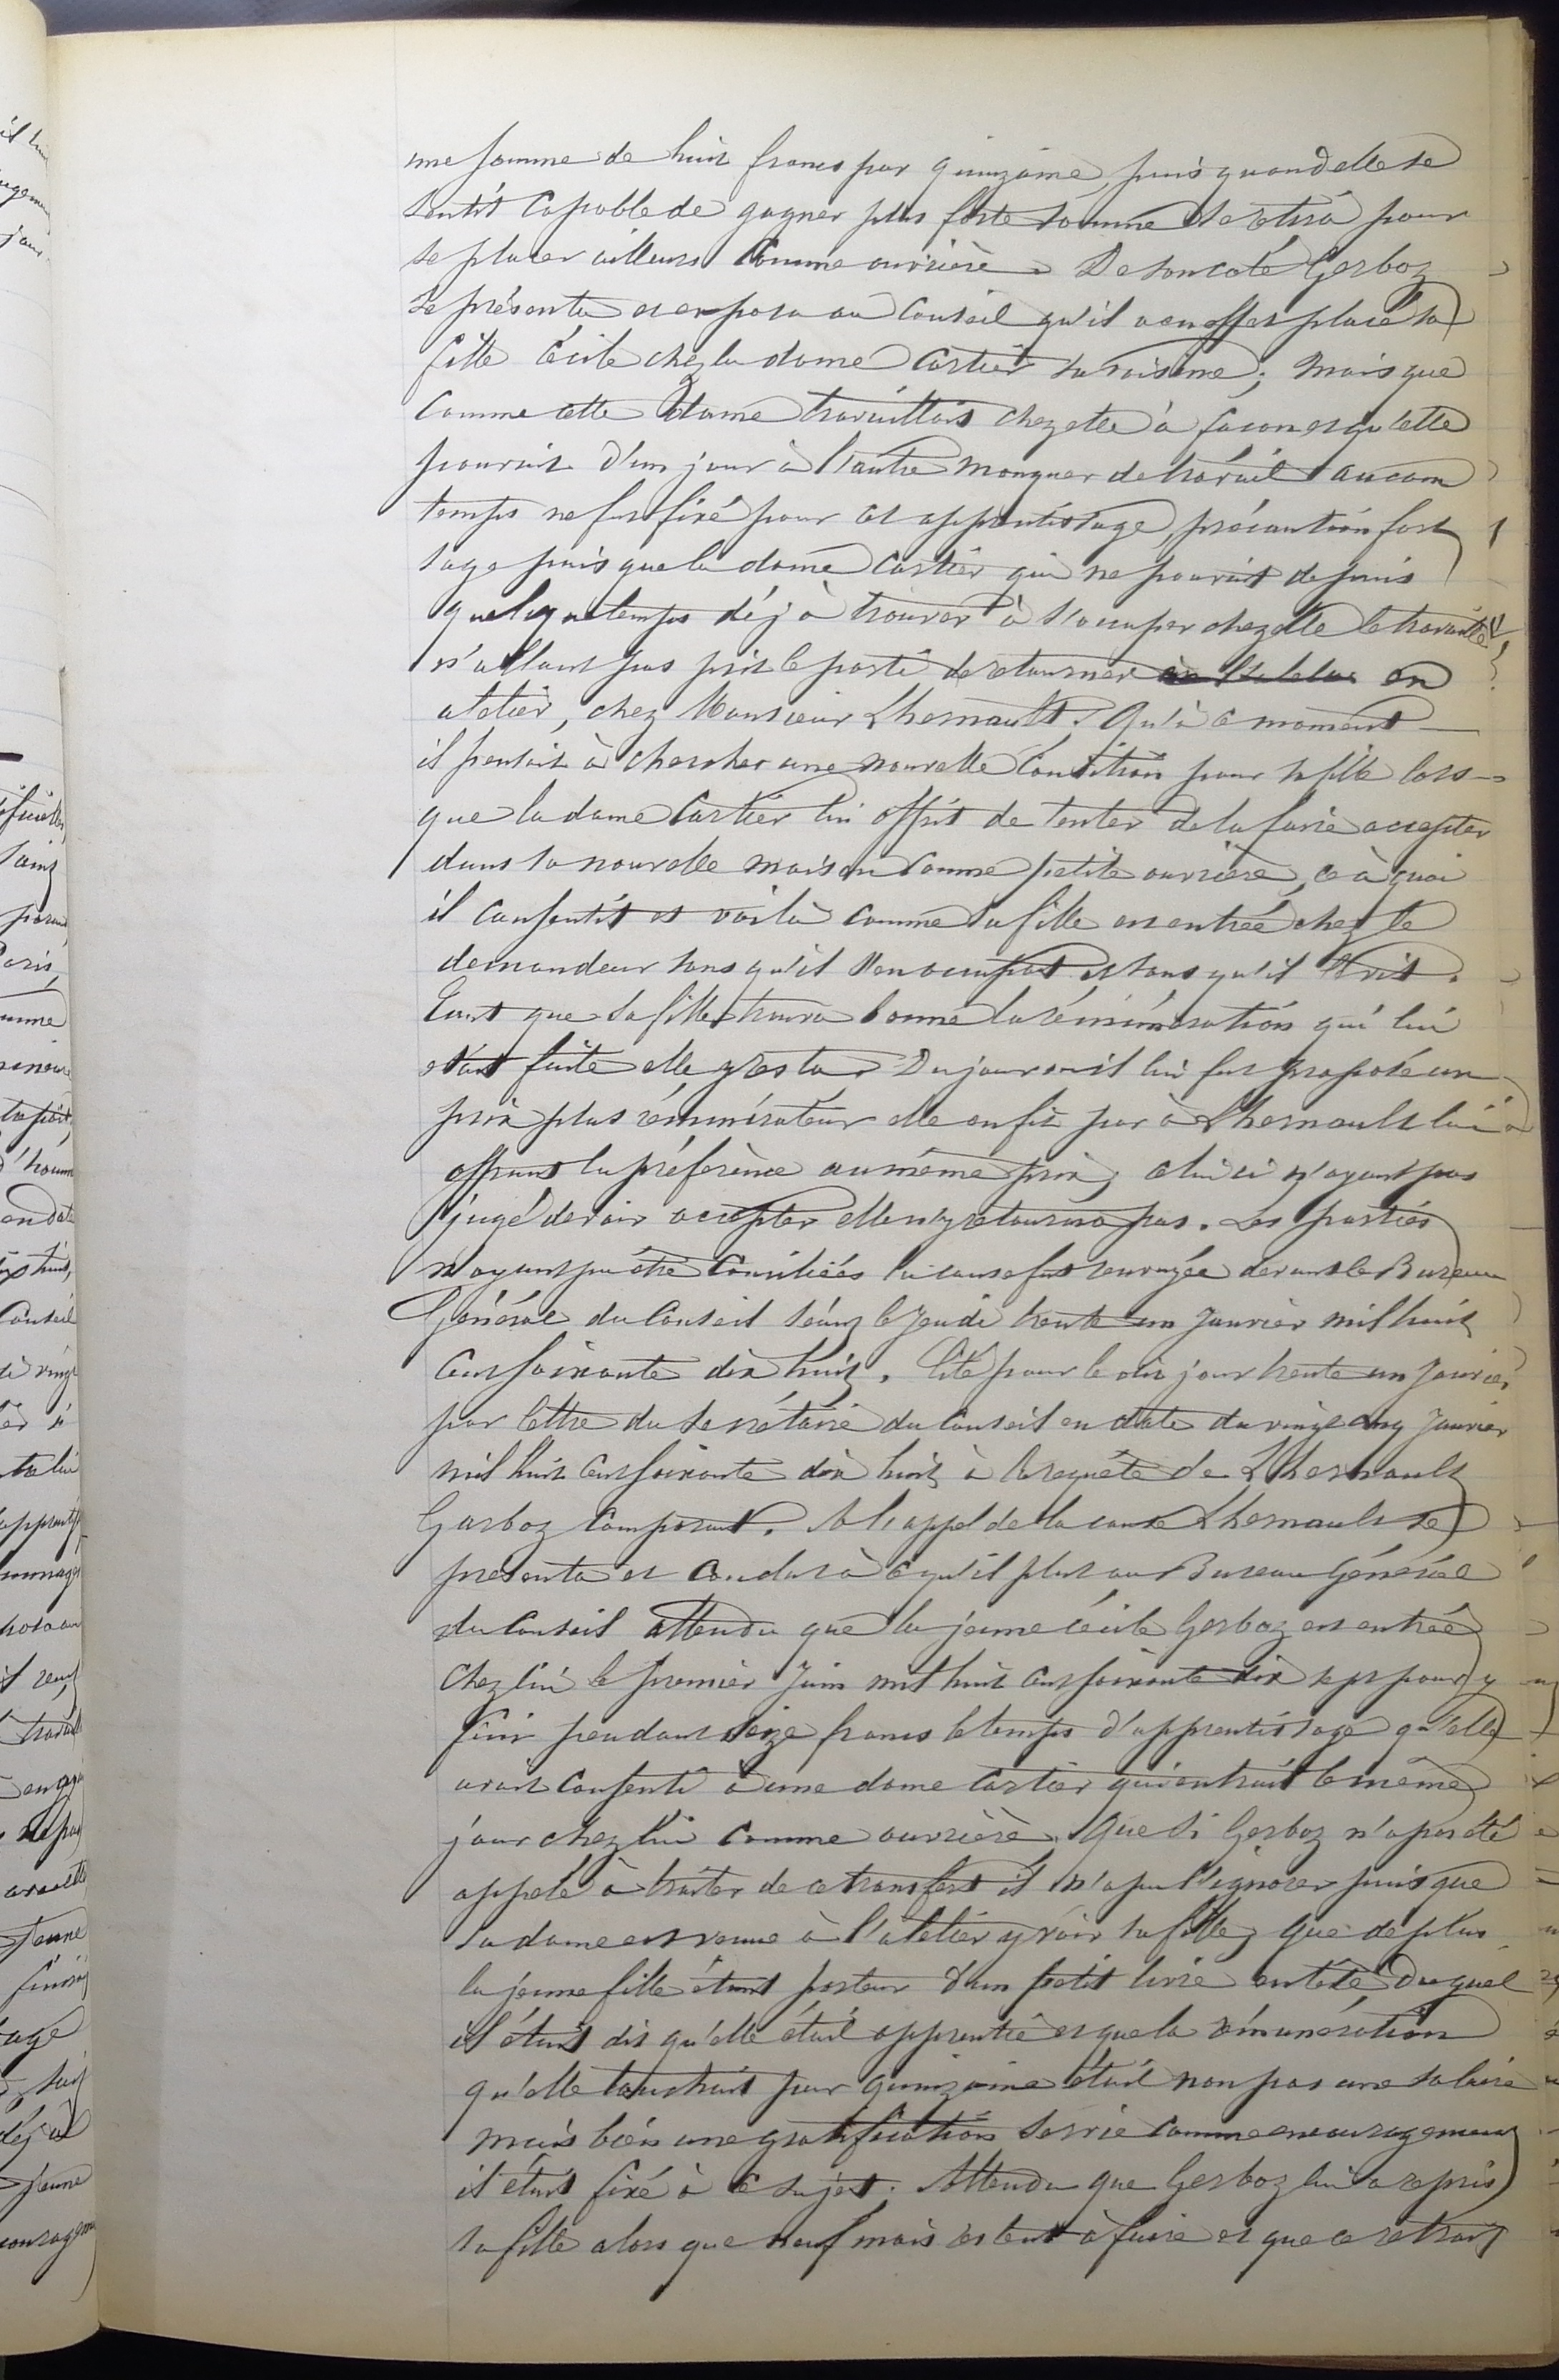 une somme de huit francs par quinzaine, puis quand elle se
sentit capable de gagner plus forte somme se retira pour
se placer ailleurs comme ouvrière. De son coté Gerboz
se présenta et exposa au Conseil qu'il a en effet placé sa
fille Cécile chez la dame Cartier sa voisine; mais que
comme cette dame travaillait chez elle à façon et qu'elle
pouvait d'un jour à l'autre manquer de travail aucun
temps ne fut fixé pour cet apprentissage, précaution fort
sage puisque la dame Cartier qui ne pouvait depuis
quelque temps déjà trouver à s'occuper chez elle le travail
n'allant pas prit le parti de retourner en
atelier, chez Monsieur Lhernault. Qu'à ce moment
il pensait à chercher une nouvelle condition pour sa fille lors-
que la dame Cartier lui offrit de tenter de la faire accepter
dans sa nouvelle maison comme petite ouvrière, ce à quoi
il consentit et voilà comme sa fille est entrée chez le
demandeur sans qu'il s'en occupat et sans qu'il le vit.
Tant que sa fille trouva bonne la rémunération qui lui
était faite elle y resta. Du jour où il lui fut proposé un
prix plus rémunérateur elle en fit par à Lhernault lui
offrant la préférence au même prix, celui ci n'ayant pas
jugé devoir accepter elle n'y retourna pas. Les parties
n'ayant pu être conciliées la cause fut renvoyée devant le Bureau
Général du Conseil séant le Jeudi trente un Janvier mil huit
cent soixante dix huit. Cité pour le dit jour trente un Janvier
par lettre du secrétaire du Conseil en date du vingt cinq Janvier
mil huit cent soixante dix huit à la requête de Lhernault
Gerboz comparut. A l'appel de la cause Lhernault se
présenta et conclut à ce qu'il plut au Bureau Général
du Conseil attendu que la jeune Cécile Gerboz est entrée
chez lui le premier Juin mil huit cent soixante dix sept pour y
finir pendant seize francs le temps d'apprentissage qu'elle
avait consenti à une dame Cartier qui entrait le même
jour chez lui comme ouvrière. Que si Gerboz n'a pas été
appelé à traiter de ce transfert il n'a pu l'ignorer puisque
sa dame est venue à l'atelier y voir sa fille; que de plus
la jeune fille étant porteur d'un petit livre en tête duquel
il était dit qu'elle était apprentie et que la rémunération
qu'elle touchait par quinzaine était non pas une salaire
mais bien une gratification servie comme encouragement
il était fixé à ce sujet. Attendu que Gerboz lui a repris
sa fille alors que neuf mois restent à faire et que ce retrait